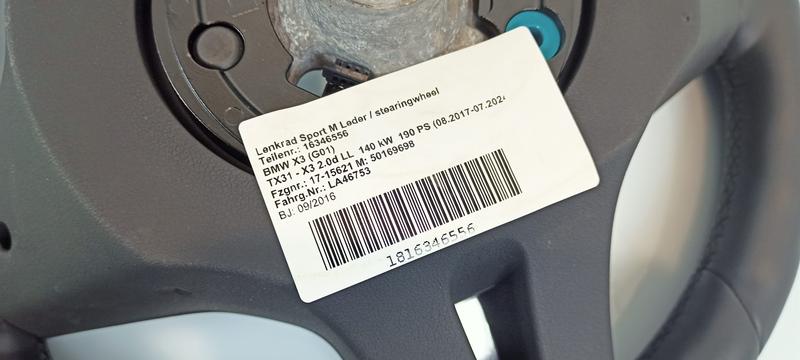 Lenkrad Sport M Leder / stearingwheel
Teilenr.: 16346556
BMW X3 (G01)
TX31 - X3 2.0d LL 140 kW 190 PS (08.2017-07.202
Fzgnr.: 17-15621 M: 50169698
Fahrg.Nr.: LA46753
BJ: 09/2016
1816346556